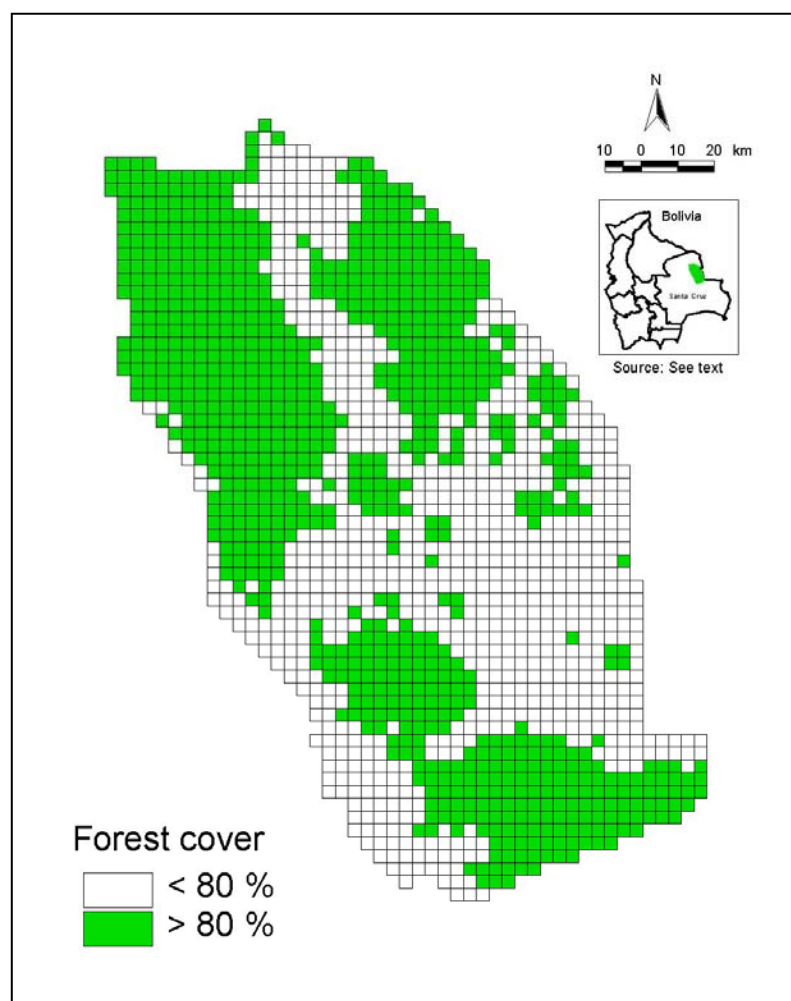 N
10 0 10 20 km
Bolivia
Santa Cruz
Source: See text
Forest cover
< 80 %
> 80 %